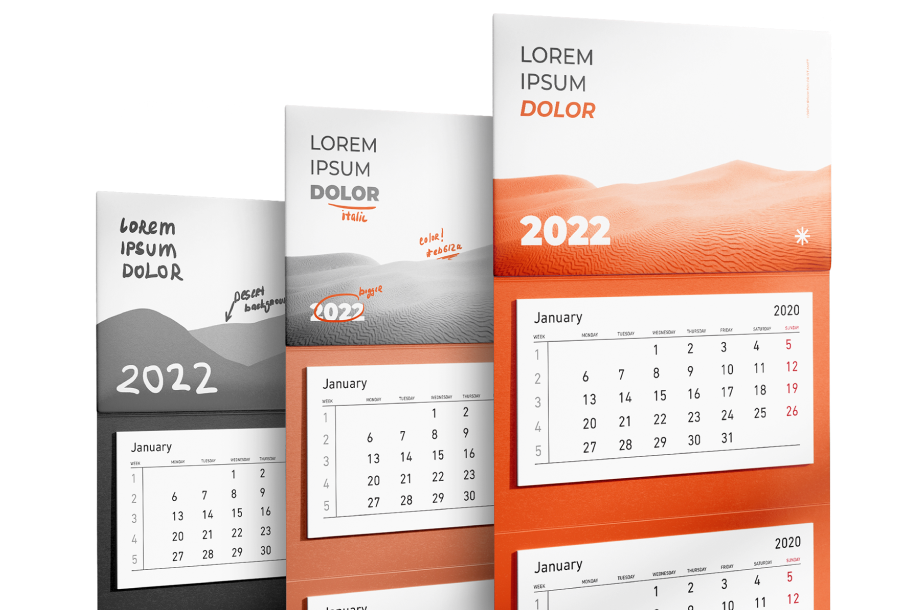 LOREM
IPSUM
DOLOR
DESERT
2022
January
WEEK MONDAY TUESDAY WEDNESDAY
1 1 2
2 6 7 8 9
3 13 14 15 16
4 20 21 22 23
5 27 28 29 30
LOREM
IPSUM
DOLOR
italic
color!
#eb612a
bigger
2022
January
WEEK MONDAY TUESDAY WEDNESDAY THURSDAY
1 1 2
2 6 7 8 9
3 13 14 15 16
4 20 21 22 23
5 27 28 29 30
January
LOREM
IPSUM
DOLOR
2022
January 2020
WEEK MONDAY TUESDAY WEDNESDAY THURSDAY FRIDAY SATURDAY SUNDAY
1 1 2 3 4 5
2 6 7 8 9 10 11 12
3 13 14 15 16 17 18 19
4 20 21 22 23 24 25 26
5 27 28 29 30 31
January 2020
WEEK MONDAY TUESDAY WEDNESDAY THURSDAY FRIDAY SATURDAY SUNDAY
1 1 2 3 4 5
8 9 10 11 12